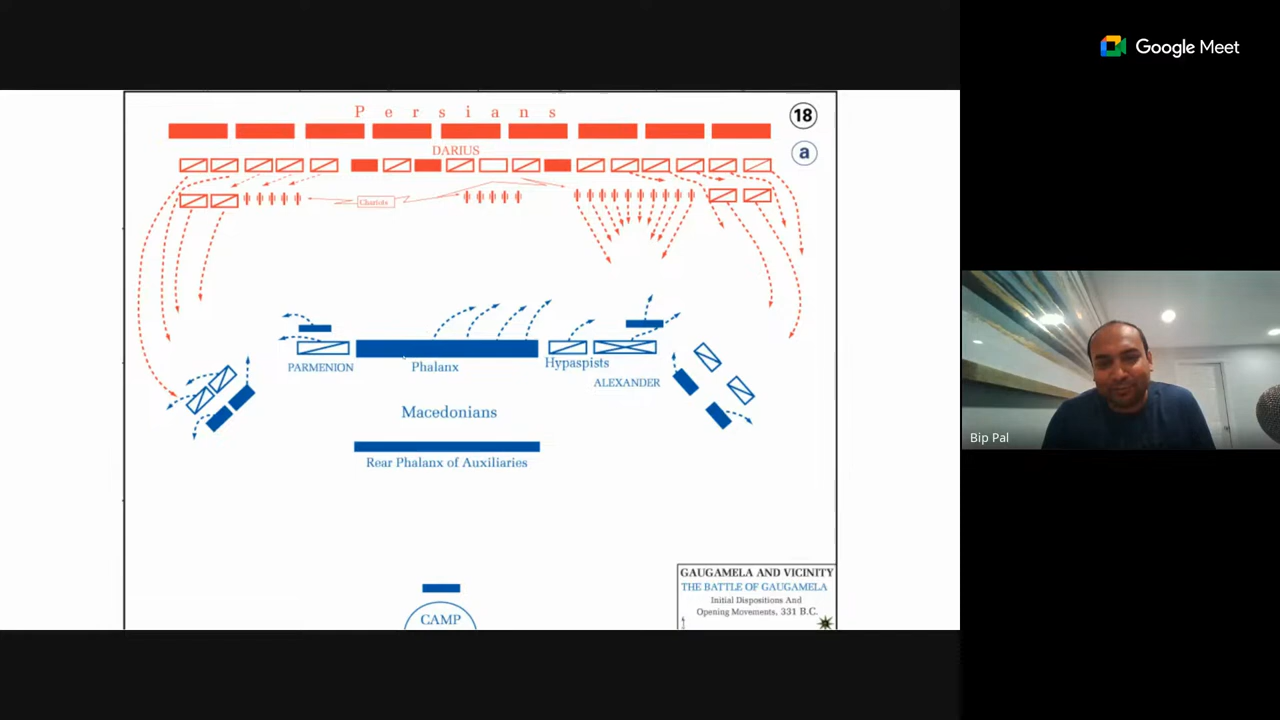 Google Meet
Persians
18
a
DARIUS
Chariots
PARMENION
Phalanx
Hypaspists
ALEXANDER
Macedonians
Rear Phalanx of Auxiliaries
Bip Pal
GAUGAMELA AND VICINITY
THE BATTLE OF GAUGAMELA
Initial Dispositions And
Opening Movements, 331 B.C.
CAMP